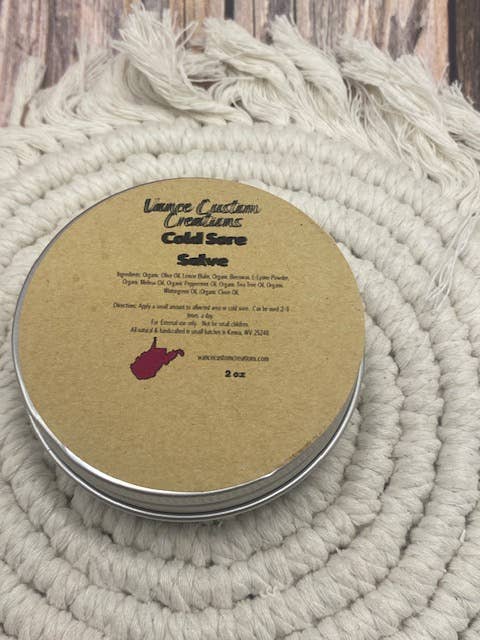 Wance Custom
Creations
Cold Sore
Salve
Ingredients: Organic Olive Oil, Lemon Balm, Organic Beeswax, L-Lysine Powder,
Organic Melissa Oil, Organic Peppermint Oil, Organic Tea Tree Oil, Organic
Wintergreen Oil, Organic Clove Oil.
Directions: Apply a small amount to affected area or cold sore. Can be used 2-3
times a day.
For External use only. Not for small children.
All natural & handcrafted in small batches in Kenna, WV 25248
wancecustomcreations.com
2 oz